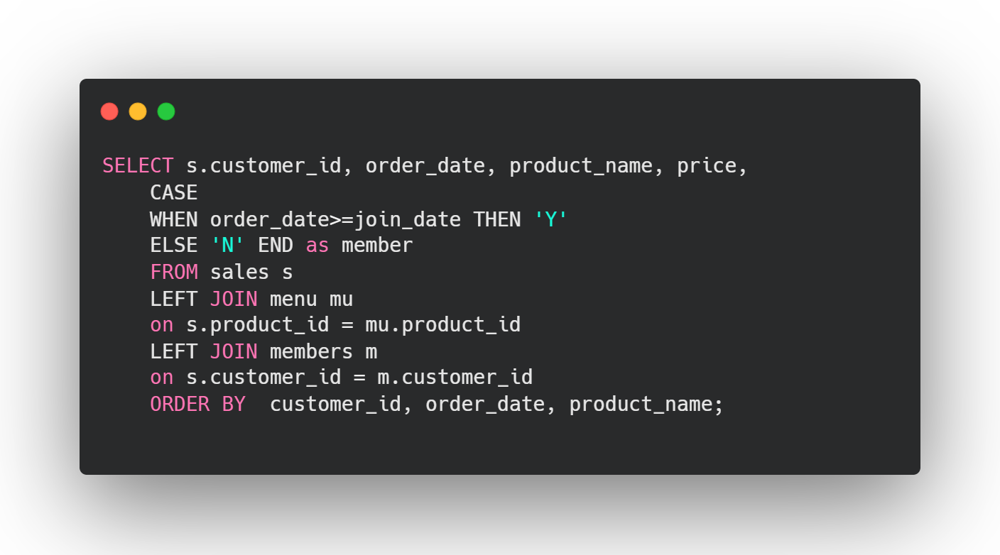 SELECT s.customer_id, order_date, product_name, price,
    CASE
    WHEN order_date>=join_date THEN 'Y'
    ELSE 'N' END as member
    FROM sales s
    LEFT JOIN menu mu
    on s.product_id = mu.product_id
    LEFT JOIN members m
    on s.customer_id = m.customer_id
    ORDER BY  customer_id, order_date, product_name;